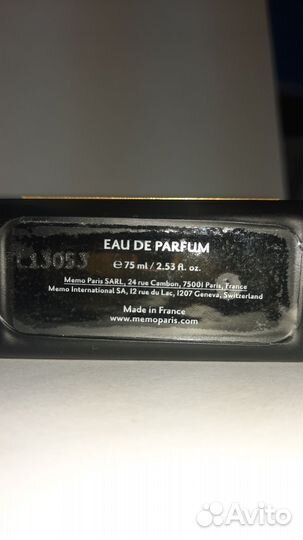 L13053
EAU DE PARFUM
℮ 75 ml / 2.53 fl. oz.
Memo Paris SARL, 24 rue Cambon, 75001 Paris, France
Memo International SA, 12 rue du Lac, 1207 Geneva, Switzerland
Made in France
www.memoparis.com
Avito